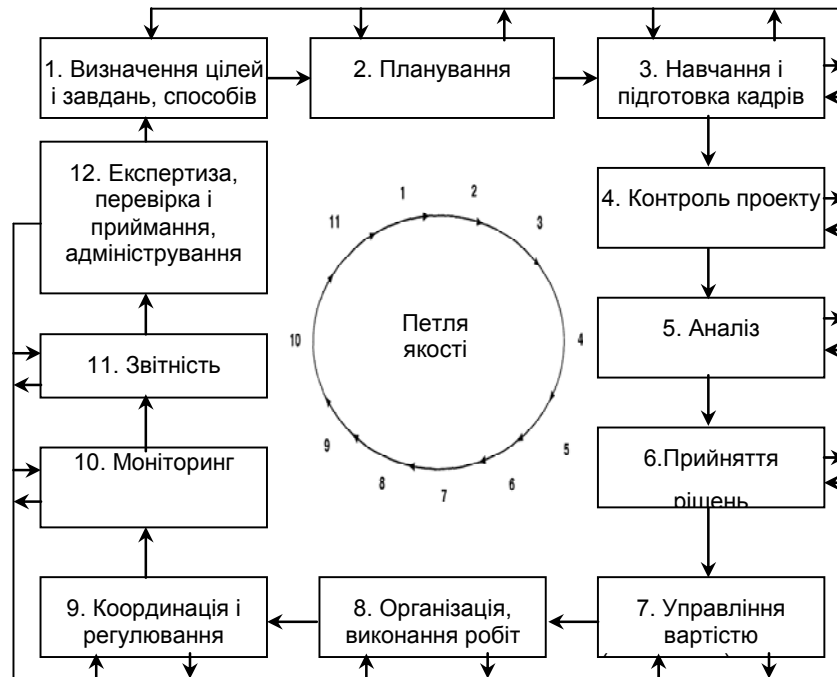 1. Визначення цілей
і завдань, способів
2. Планування
3. Навчання і
підготовка кадрів
12. Експертиза,
перевірка і
приймання,
адміністрування
4. Контроль проекту
5. Аналіз
11. Звітність
10. Моніторинг
6.Прийняття
рішень
9. Координація і
регулювання
8. Організація,
виконання робіт
7. Управління
вартістю
Петля
якості
1
2
3
4
5
6
7
8
9
10
11